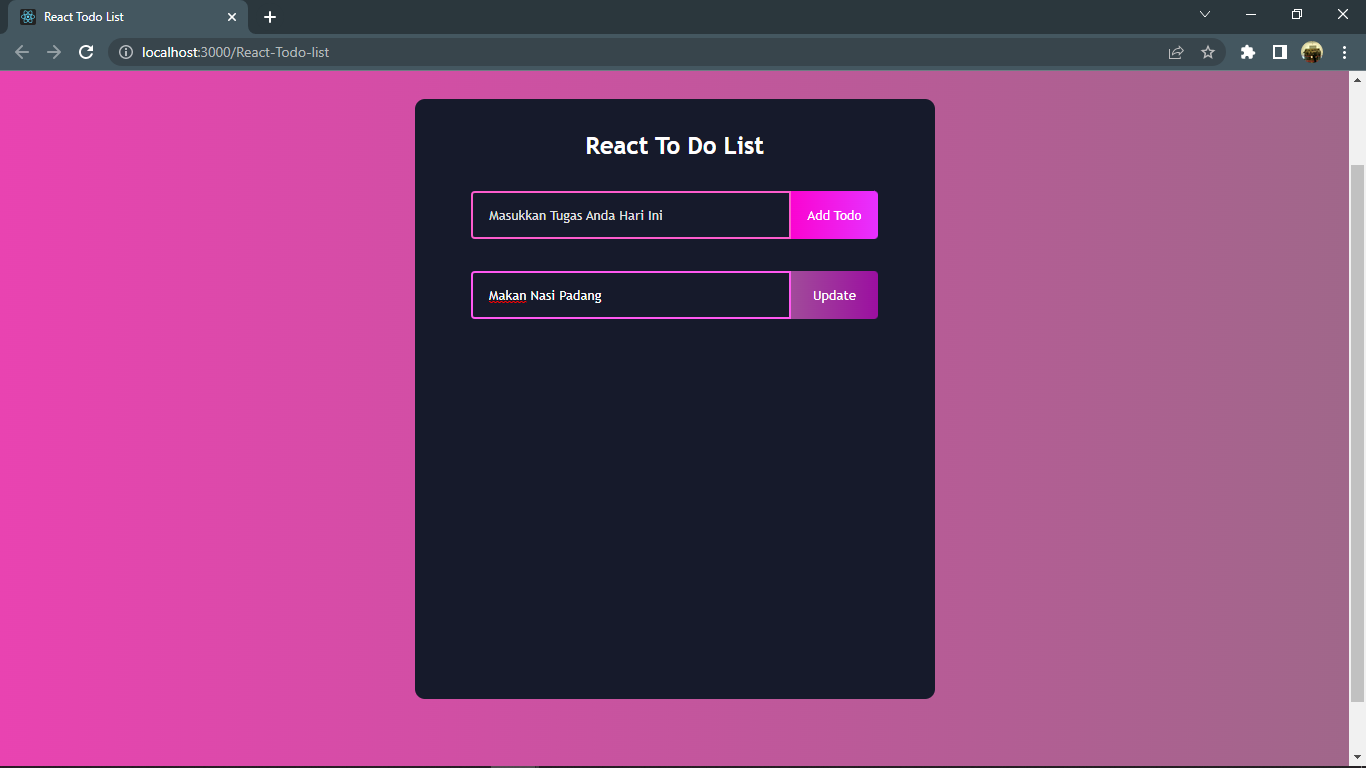 React Todo List
localhost:3000/React-Todo-list
React To Do List
Masukkan Tugas Anda Hari Ini
Add Todo
Makan Nasi Padang
Update